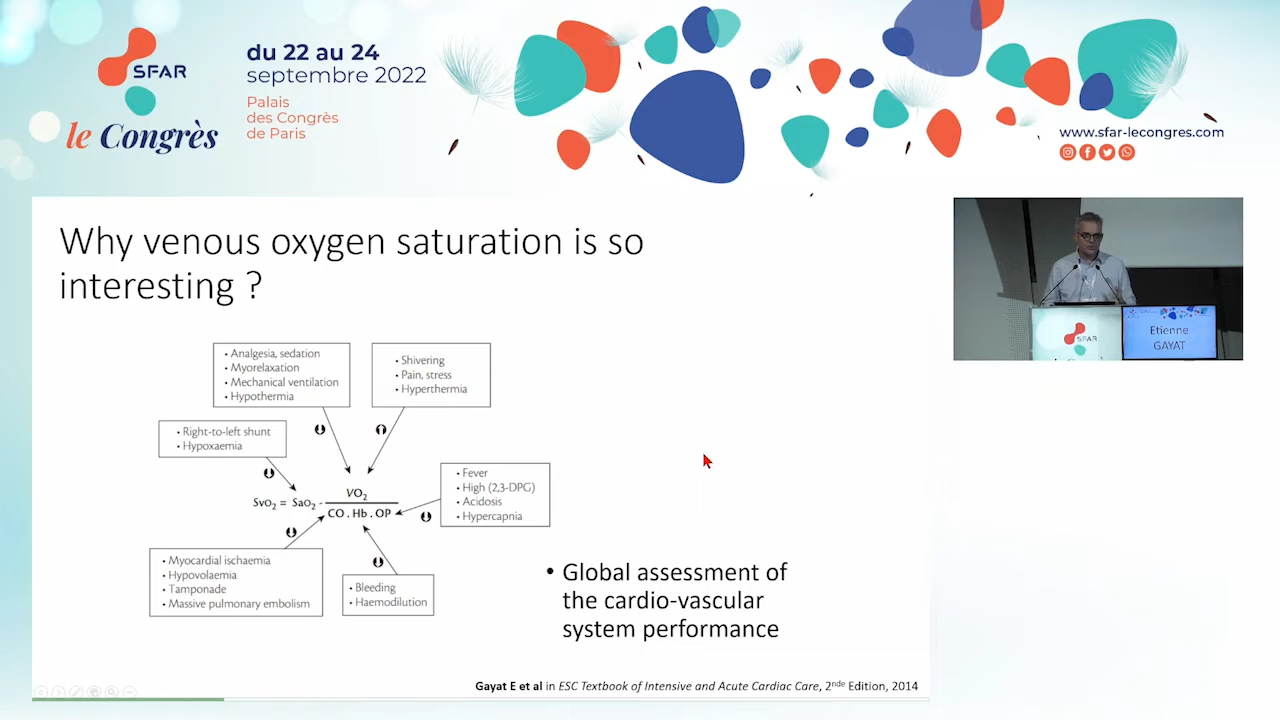 SFAR
le Congrès
du 22 au 24
septembre 2022
Palais
des Congrès
de Paris
www.sfar-lecongres.com
Why venous oxygen saturation is so
interesting ?
• Analgesia, sedation
• Myorelaxation
• Mechanical ventilation
• Hypothermia
• Shivering
• Pain, stress
• Hyperthermia
• Right-to-left shunt
• Hypoxaemia
SvO₂ = SaO₂ - VO₂
CO . Hb . OP
• Fever
• High (2,3-DPG)
• Acidosis
• Hypercapnia
• Myocardial ischaemia
• Hypovolaemia
• Tamponade
• Massive pulmonary embolism
• Bleeding
• Haemodilution
• Global assessment of
the cardio-vascular
system performance
Gayat E et al in ESC Textbook of Intensive and Acute Cardiac Care, 2nde Edition, 2014
SFAR
Etienne
GAYAT